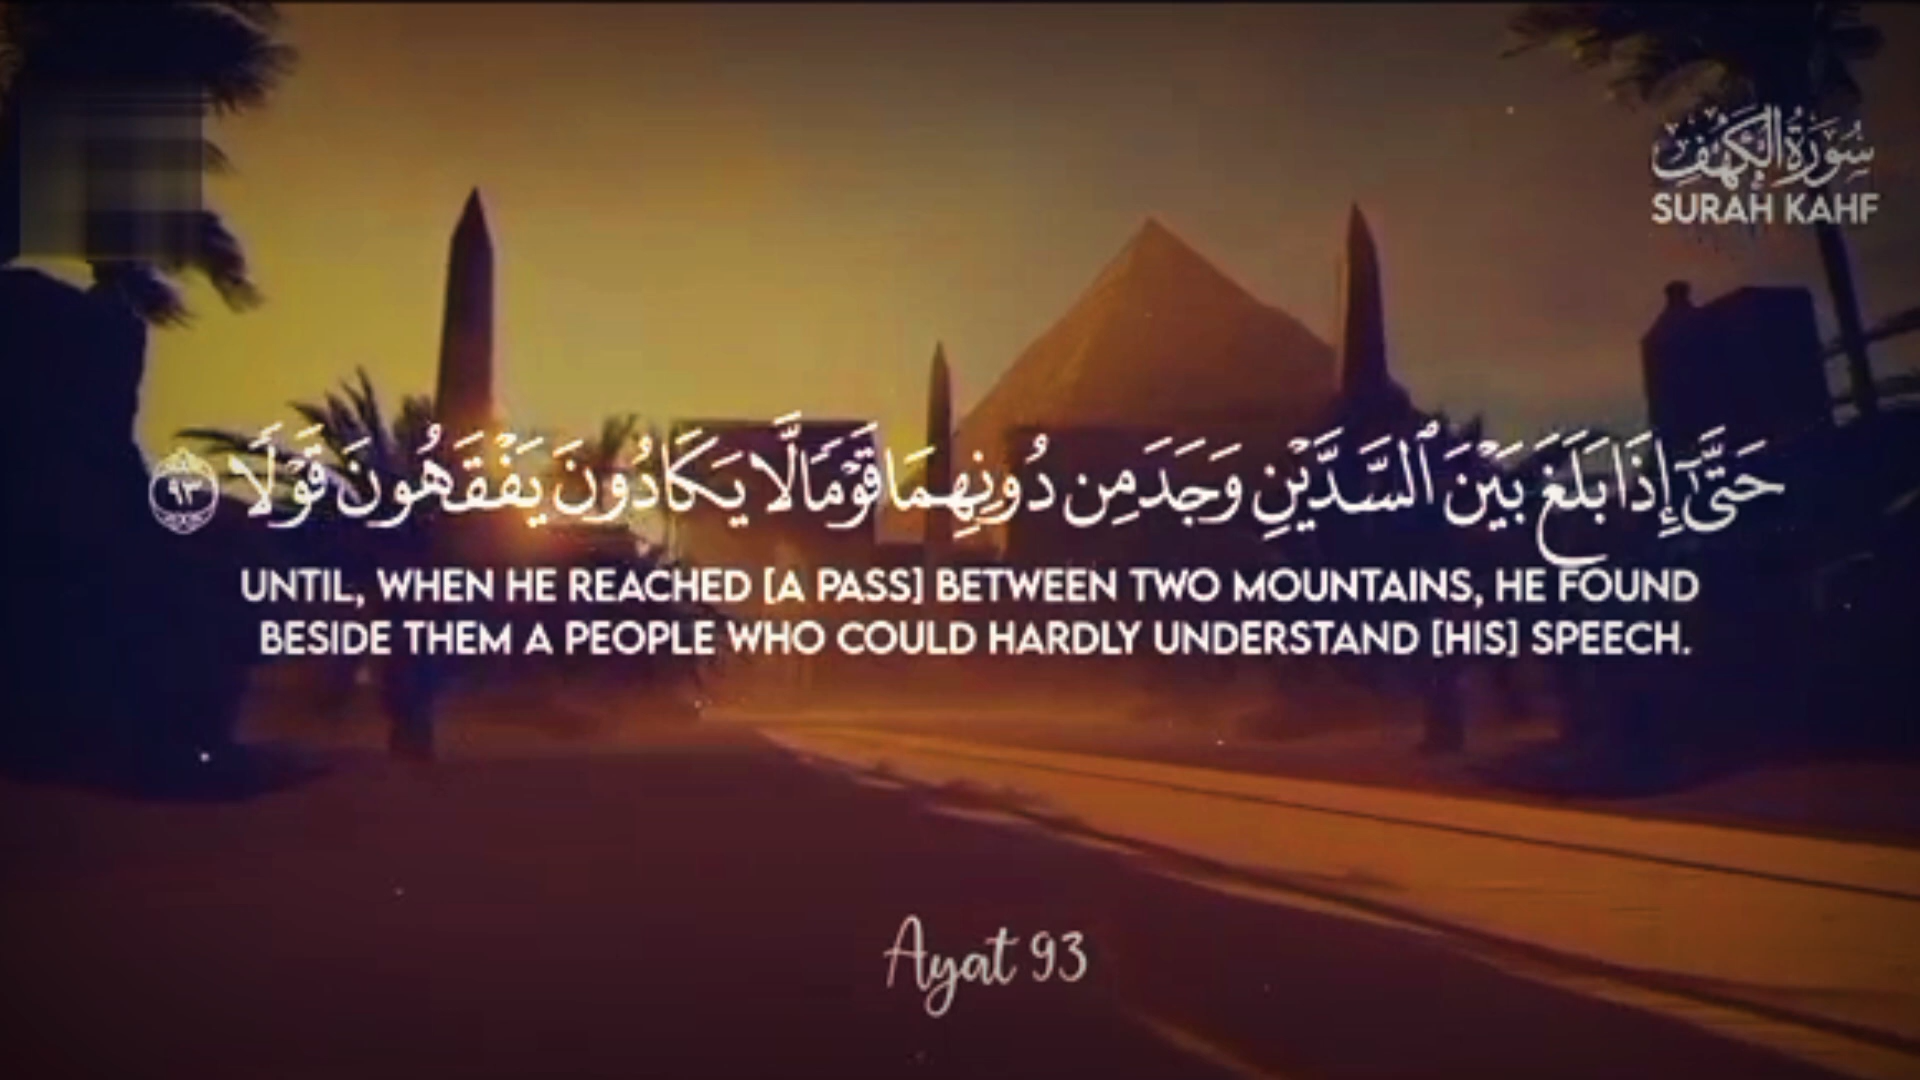 سُورَةُ الْكَهْفِ
SURAH KAHF
حَتَّىٰٓ إِذَا بَلَغَ بَيْنَ ٱلسَّدَّيْنِ وَجَدَ مِن دُونِهِمَا قَوْمًا لَّا يَكَادُونَ يَفْقَهُونَ قَوْلًا ٩٣
UNTIL, WHEN HE REACHED [A PASS] BETWEEN TWO MOUNTAINS, HE FOUND
BESIDE THEM A PEOPLE WHO COULD HARDLY UNDERSTAND [HIS] SPEECH.
Ayat 93